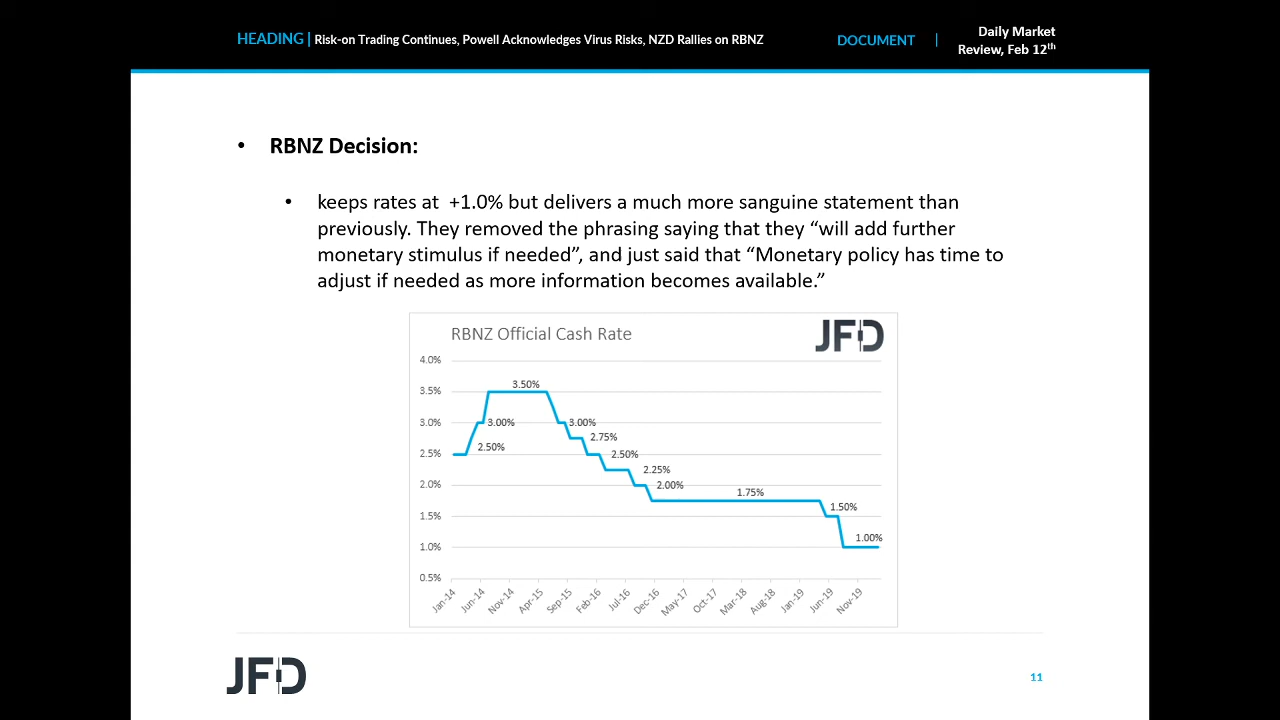 HEADING | Risk-on Trading Continues, Powell Acknowledges Virus Risks, NZD Rallies on RBNZ
DOCUMENT |
Daily Market
Review, Feb 12th
• RBNZ Decision:
• keeps rates at +1.0% but delivers a much more sanguine statement than
previously. They removed the phrasing saying that they “will add further
monetary stimulus if needed”, and just said that “Monetary policy has time to
adjust if needed as more information becomes available.”
RBNZ Official Cash Rate
JFD
4.0%
3.5%
3.0%
2.5%
2.0%
1.5%
1.0%
0.5%
2.50%
3.00%
3.50%
3.00%
2.75%
2.50%
2.25%
2.00%
1.75%
1.50%
1.00%
Jan-14
Jun-14
Nov-14
Apr-15
Sep-15
Feb-16
Jul-16
Dec-16
May-17
Oct-17
Mar-18
Aug-18
Jan-19
Jun-19
Nov-19
JFD
11